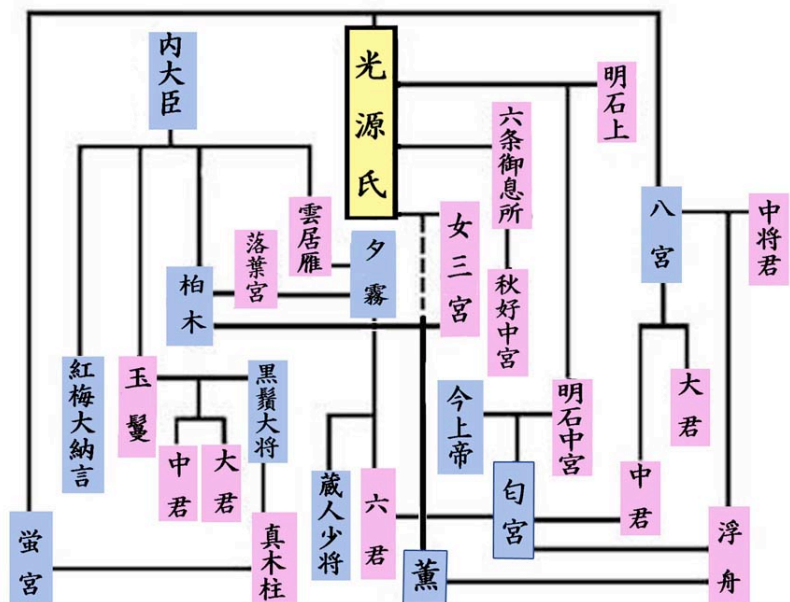 内大臣
光源氏
明石上
六条御息所
八宮
中将君
雲居雁
落葉宮
夕霧
女三宮
柏木
秋好中宮
紅梅大納言
玉鬘
黒鬚大将
今上帝
明石中宮
大君
中君
大君
蔵人少将
六君
匂宮
中君
浮舟
蛍宮
真木柱
薫